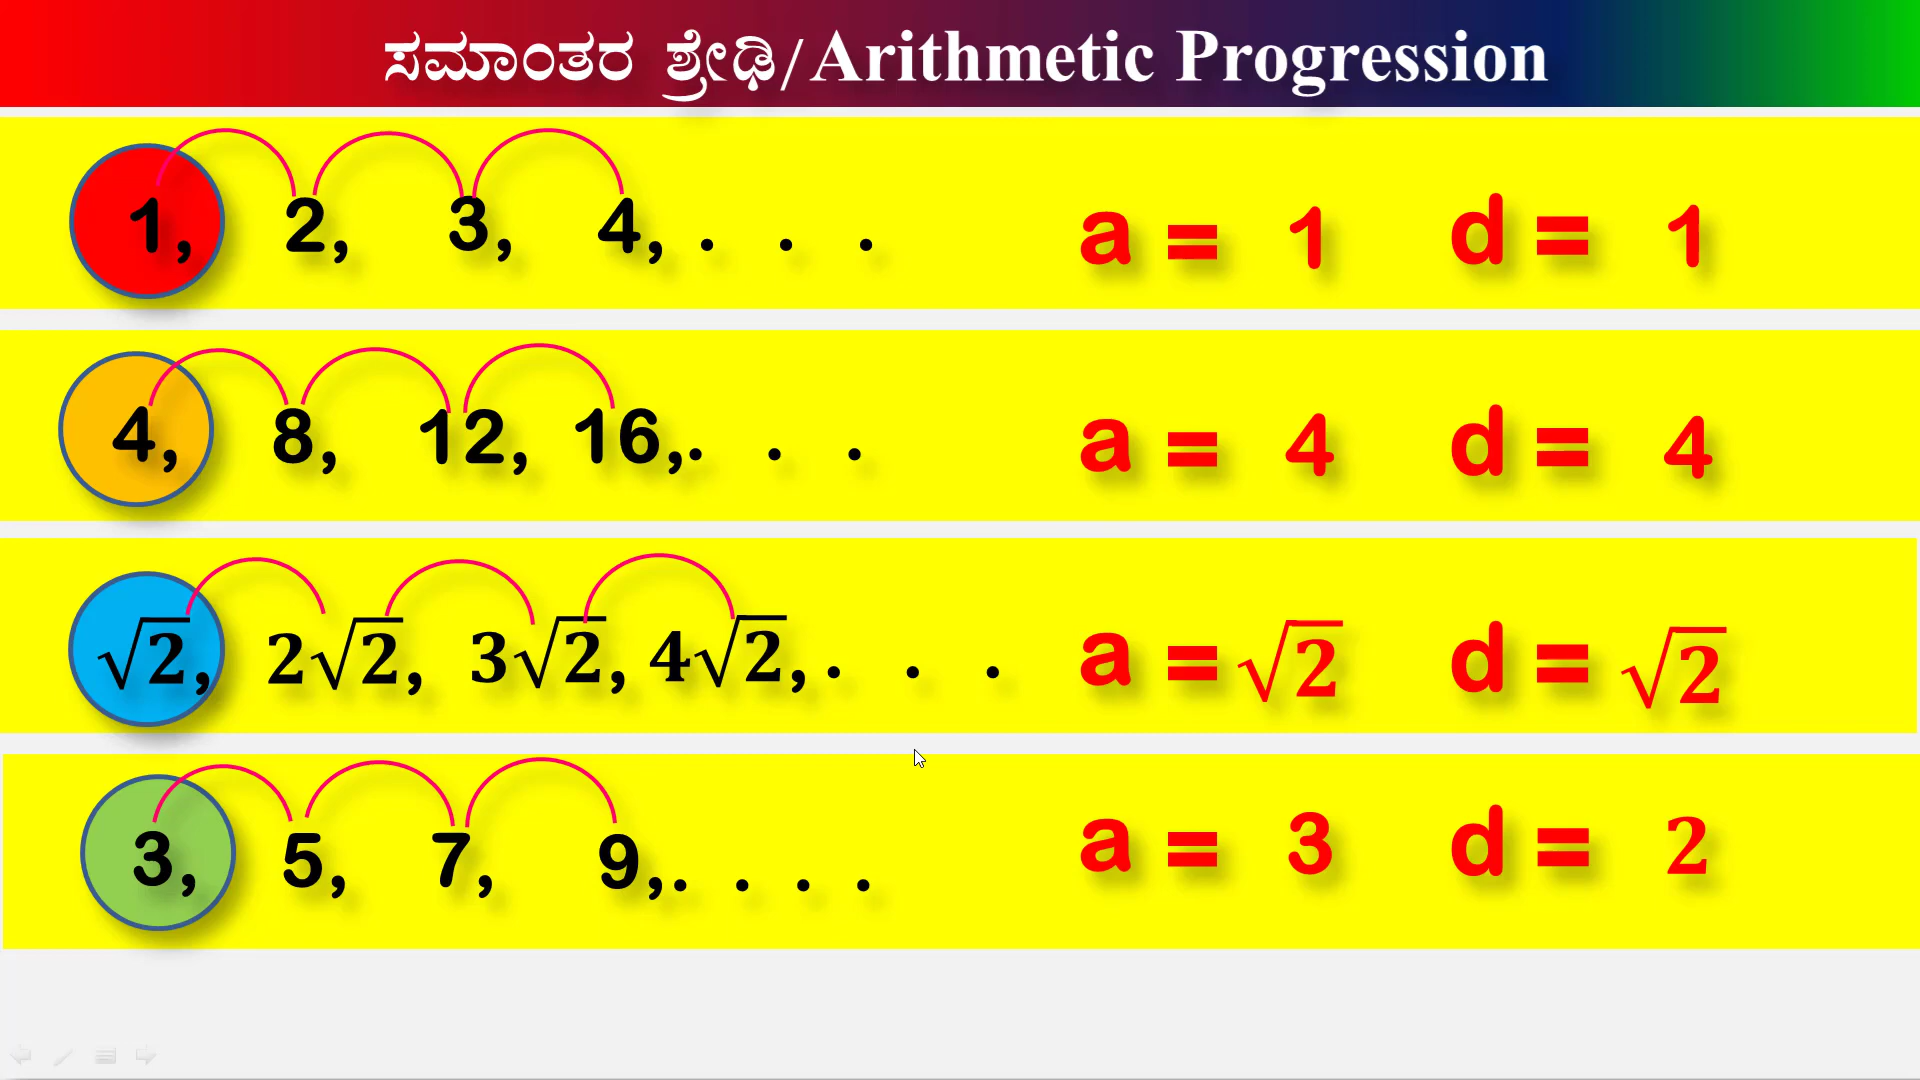 ಸಮಾಂತರ ಶ್ರೇಢಿ/Arithmetic Progression
1, 2, 3, 4, . . . a = 1 d = 1
4, 8, 12, 16,. . . a = 4 d = 4
√2, 2√2, 3√2, 4√2, . . . a = √2 d = √2
3, 5, 7, 9,. . . . a = 3 d = 2